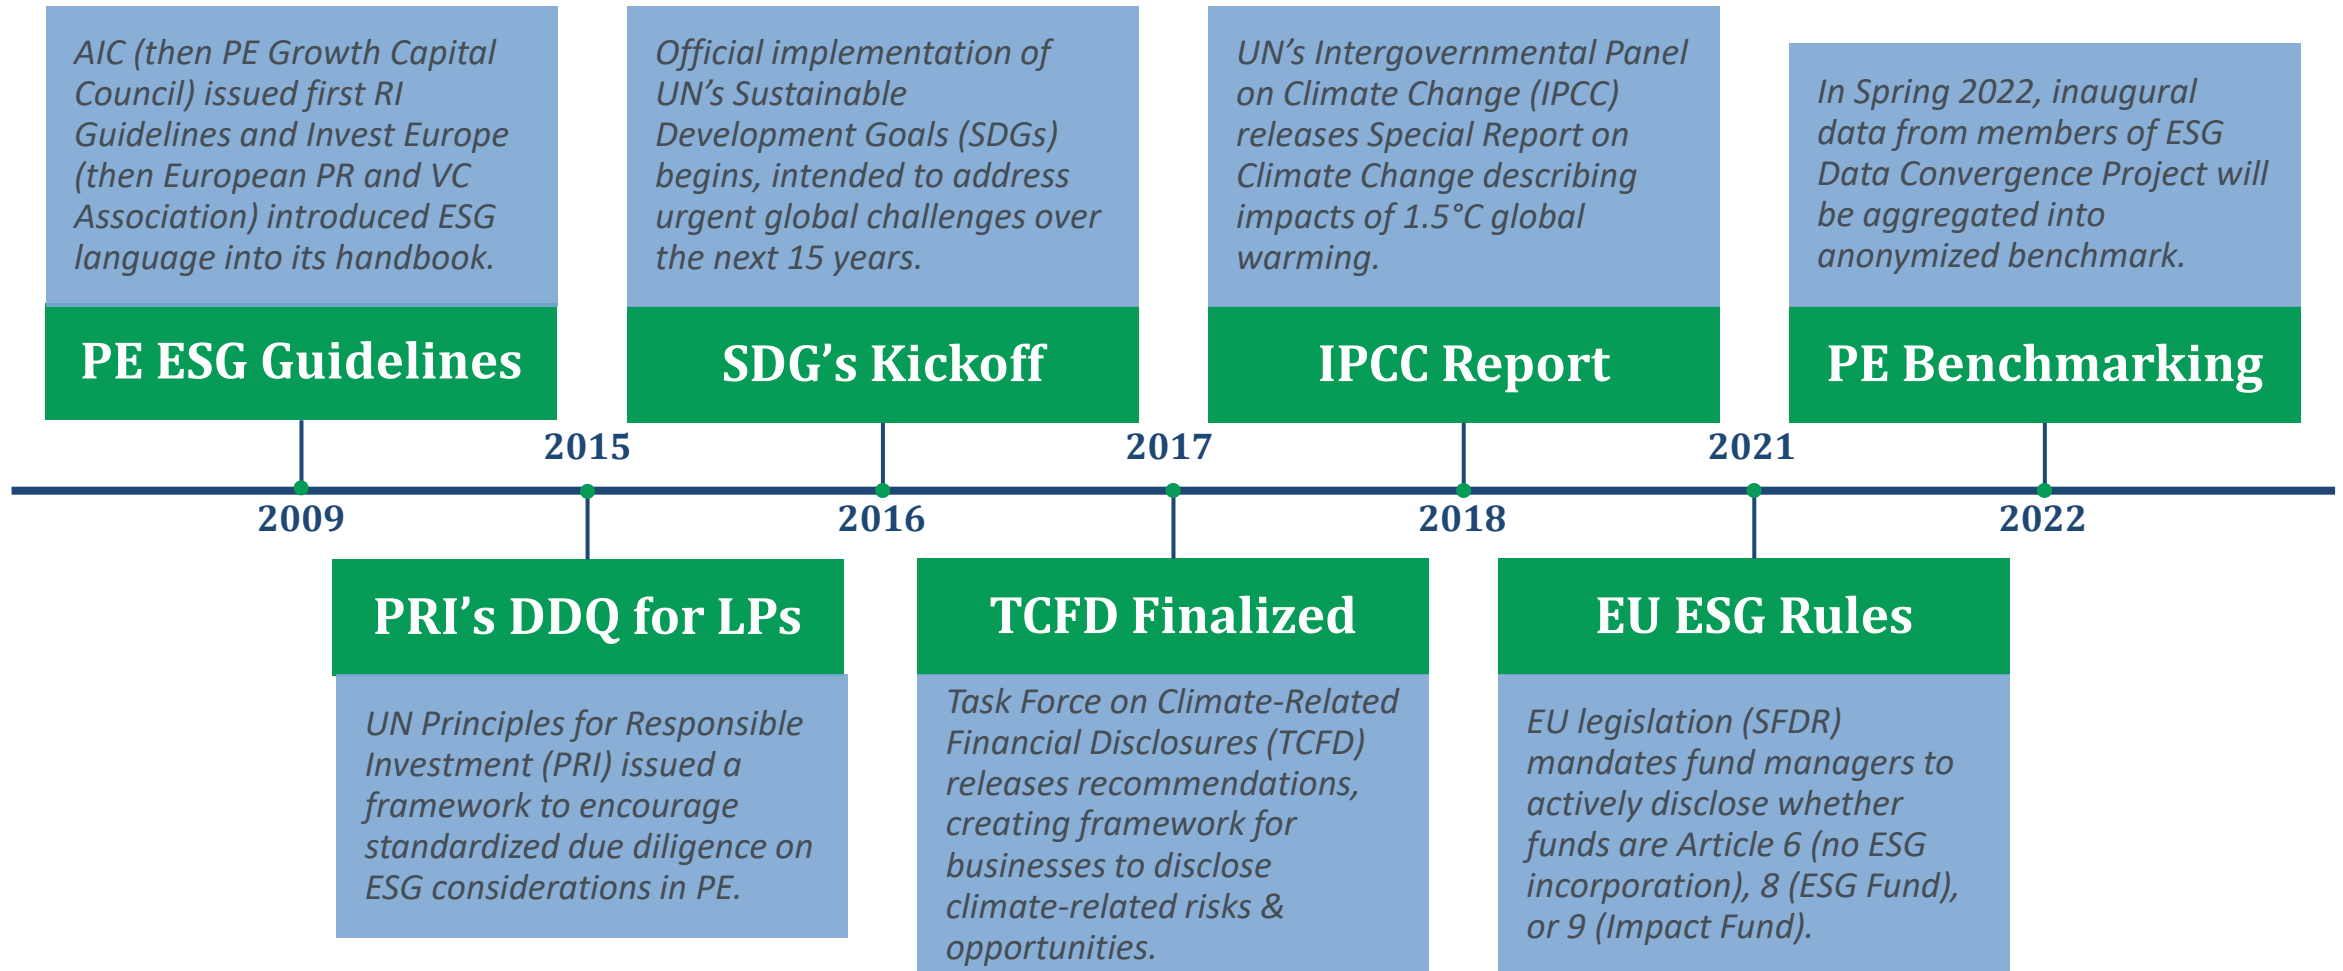 AIC (then PE Growth Capital
Council) issued first RI
Guidelines and Invest Europe
(then European PR and VC
Association) introduced ESG
language into its handbook.
PE ESG Guidelines
2009
2015
PRI’s DDQ for LPs
UN Principles for Responsible
Investment (PRI) issued a
framework to encourage
standardized due diligence on
ESG considerations in PE.
Official implementation of
UN’s Sustainable
Development Goals (SDGs)
begins, intended to address
urgent global challenges over
the next 15 years.
SDG’s Kickoff
2016
2017
TCFD Finalized
Task Force on Climate-Related
Financial Disclosures (TCFD)
releases recommendations,
creating framework for
businesses to disclose
climate-related risks &
opportunities.
UN’s Intergovernmental Panel
on Climate Change (IPCC)
releases Special Report on
Climate Change describing
impacts of 1.5°C global
warming.
IPCC Report
2018
2021
EU ESG Rules
EU legislation (SFDR)
mandates fund managers to
actively disclose whether
funds are Article 6 (no ESG
incorporation), 8 (ESG Fund),
or 9 (Impact Fund).
In Spring 2022, inaugural
data from members of ESG
Data Convergence Project will
be aggregated into
anonymized benchmark.
PE Benchmarking
2022